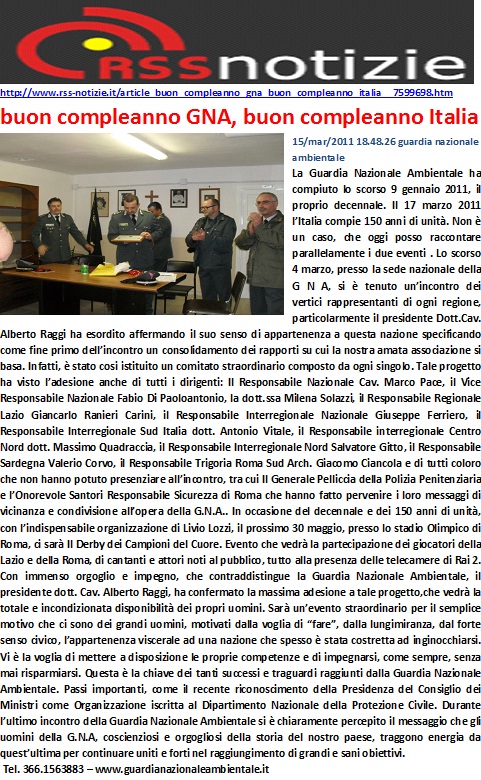 RSSnotizie
http://www.rss-notizie.it/article_buon_compleanno_gna_buon_compleanno_italia__7599698.htm
buon compleanno GNA, buon compleanno Italia
15/mar/2011 18.48.26 guardia nazionale
ambientale
La Guardia Nazionale Ambientale ha
compiuto lo scorso 9 gennaio 2011, il
proprio decennale. Il 17 marzo 2011
l'Italia compie 150 anni di unità. Non è
un caso, che oggi posso raccontare
parallelamente i due eventi . Lo scorso
4 marzo, presso la sede nazionale della
G N A, si è tenuto un'incontro dei
vertici rappresentanti di ogni regione,
particolarmente il presidente Dott.Cav.
Alberto Raggi ha esordito affermando il suo senso di appartenenza a questa nazione specificando
come fine primo dell'incontro un consolidamento dei rapporti su cui la nostra amata associazione si
basa. Infatti, è stato cosi istituito un comitato straordinario composto da ogni singolo. Tale progetto
ha visto l'adesione anche di tutti i dirigenti: Il Responsabile Nazionale Cav. Marco Pace, il Vice
Responsabile Nazionale Fabio Di Paoloantonio, la dott.ssa Milena Solazzi, il Responsabile Regionale
Lazio Giancarlo Ranieri Carini, il Responsabile Interregionale Nazionale Giuseppe Ferriero, il
Responsabile Interregionale Sud Italia dott. Antonio Vitale, il Responsabile interregionale Centro
Nord dott. Massimo Quadraccia, il Responsabile Interregionale Nord Salvatore Gitto, il Responsabile
Sardegna Valerio Corvo, il Responsabile Trigoria Roma Sud Arch. Giacomo Ciancola e di tutti coloro
che non hanno potuto presenziare all'incontro, tra cui Il Generale Pelliccia della Polizia Penitenziaria
e l'Onorevole Santori Responsabile Sicurezza di Roma che hanno fatto pervenire i loro messaggi di
vicinanza e condivisione all'opera della G.N.A.. In occasione del decennale e dei 150 anni di unità,
con l'indispensabile organizzazione di Livio Lozzi, il prossimo 30 maggio, presso lo stadio Olimpico di
Roma, ci sarà Il Derby dei Campioni del Cuore. Evento che vedrà la partecipazione dei giocatori della
Lazio e della Roma, di cantanti e attori noti al pubblico, tutto alla presenza delle telecamere di Rai 2.
Con immenso orgoglio e impegno, che contraddistingue la Guardia Nazionale Ambientale, il
presidente dott. Cav. Alberto Raggi, ha confermato la massima adesione a tale progetto,che vedrà la
totale e incondizionata disponibilità dei propri uomini. Sarà un'evento straordinario per il semplice
motivo che ci sono dei grandi uomini, motivati dalla voglia di "fare", dalla lungimiranza, dal forte
senso civico, l'appartenenza viscerale ad una nazione che spesso è stata costretta ad inginocchiarsi.
Vi è la voglia di mettere a disposizione le proprie competenze e di impegnarsi, come sempre, senza
mai risparmiarsi. Questa è la chiave dei tanti successi e traguardi raggiunti dalla Guardia Nazionale
Ambientale. Passi importanti, come il recente riconoscimento della Presidenza del Consiglio dei
Ministri come Organizzazione iscritta al Dipartimento Nazionale della Protezione Civile. Durante
l'ultimo incontro della Guardia Nazionale Ambientale si è chiaramente percepito il messaggio che gli
uomini della G.N.A, coscienziosi e orgogliosi della storia del nostro paese, traggono energia da
quest'ultima per continuare uniti e forti nel raggiungimento di grandi e sani obiettivi.
Tel. 366.1563883 – www.guardianazionaleambientale.it